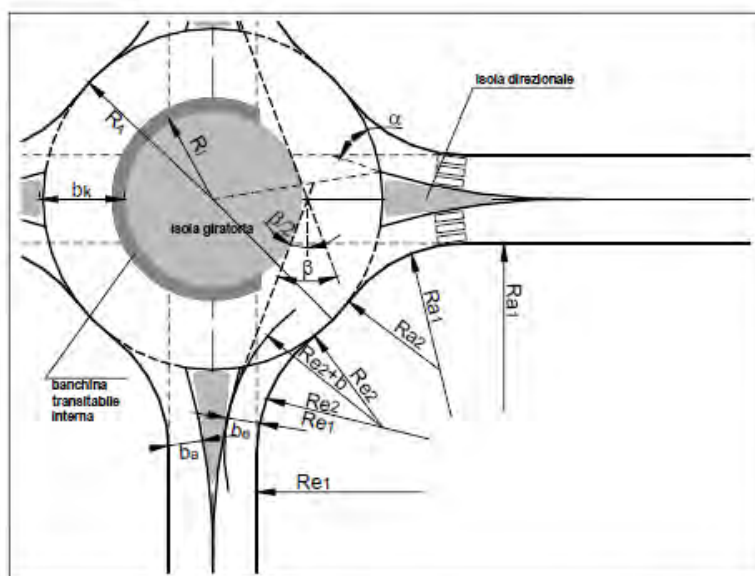 isola direzionale
α
R₁
Ri
bk
isola giratoria
β/2
β
Ra1
Ra1
Ra2
Re2+b
Re2
banchina
transitabile
interna
Re2
be
Re1
ba
Re1